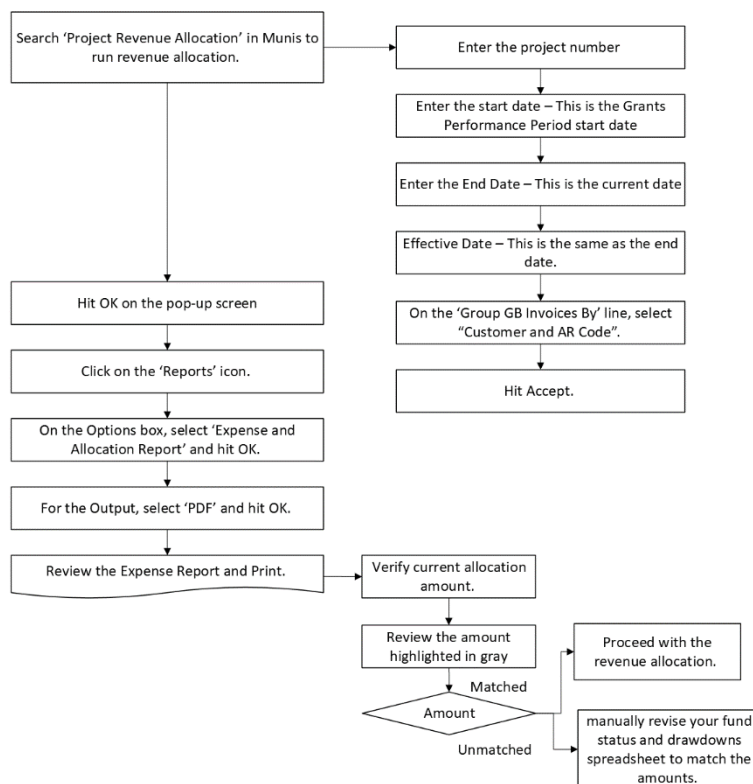 Search ‘Project Revenue Allocation’ in Munis to
run revenue allocation.
Enter the project number
Enter the start date – This is the Grants
Performance Period start date
Enter the End Date – This is the current date
Effective Date – This is the same as the end
date.
On the ‘Group GB Invoices By’ line, select
“Customer and AR Code”.
Hit Accept.
Hit OK on the pop-up screen
Click on the ‘Reports’ icon.
On the Options box, select ‘Expense and
Allocation Report’ and hit OK.
For the Output, select ‘PDF’ and hit OK.
Review the Expense Report and Print.
Verify current allocation
amount.
Review the amount
highlighted in gray
Amount
Matched
Proceed with the
revenue allocation.
Unmatched
manually revise your fund
status and drawdowns
spreadsheet to match the
amounts.